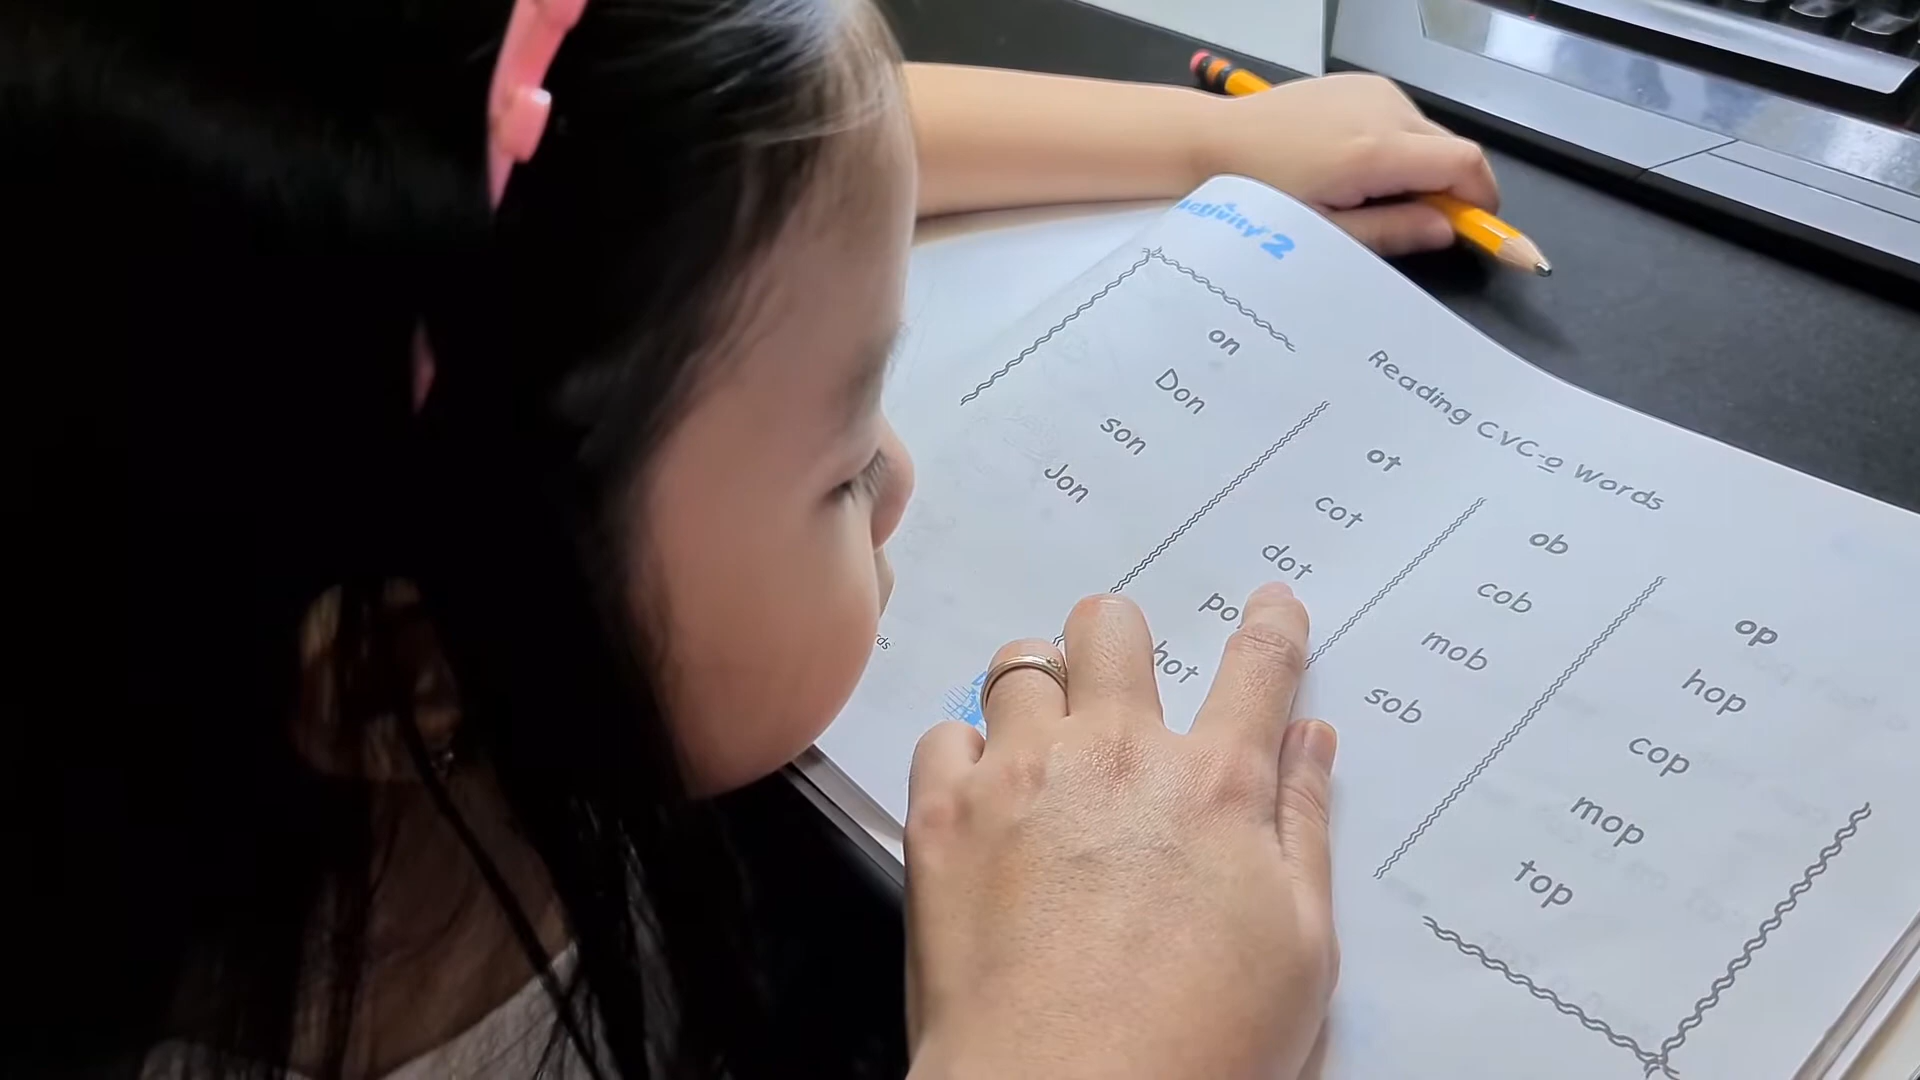 Activity 2
Reading CVC-o Words
on
Don
son
Jon
ot
cot
dot
hot
ob
cob
mob
sob
op
hop
cop
mop
top